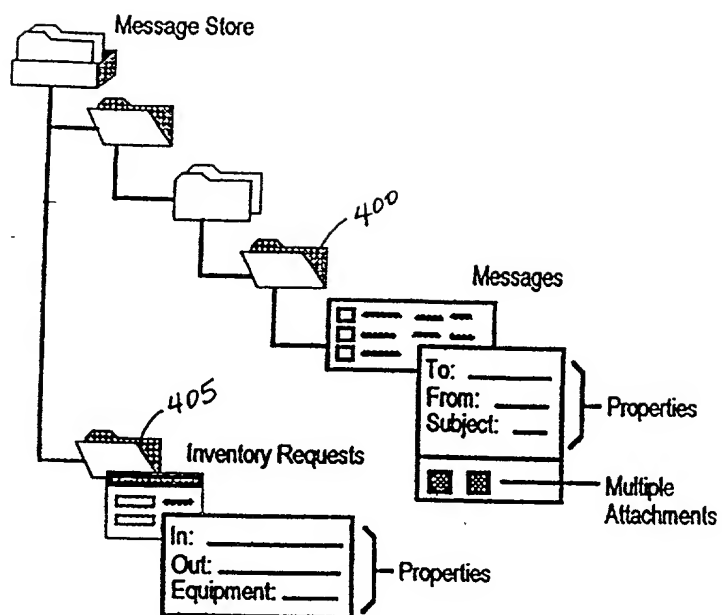 Message Store
400
Messages
To:
From:
Subject:
Properties
405
Inventory Requests
Multiple
Attachments
In:
Out:
Equipment:
Properties